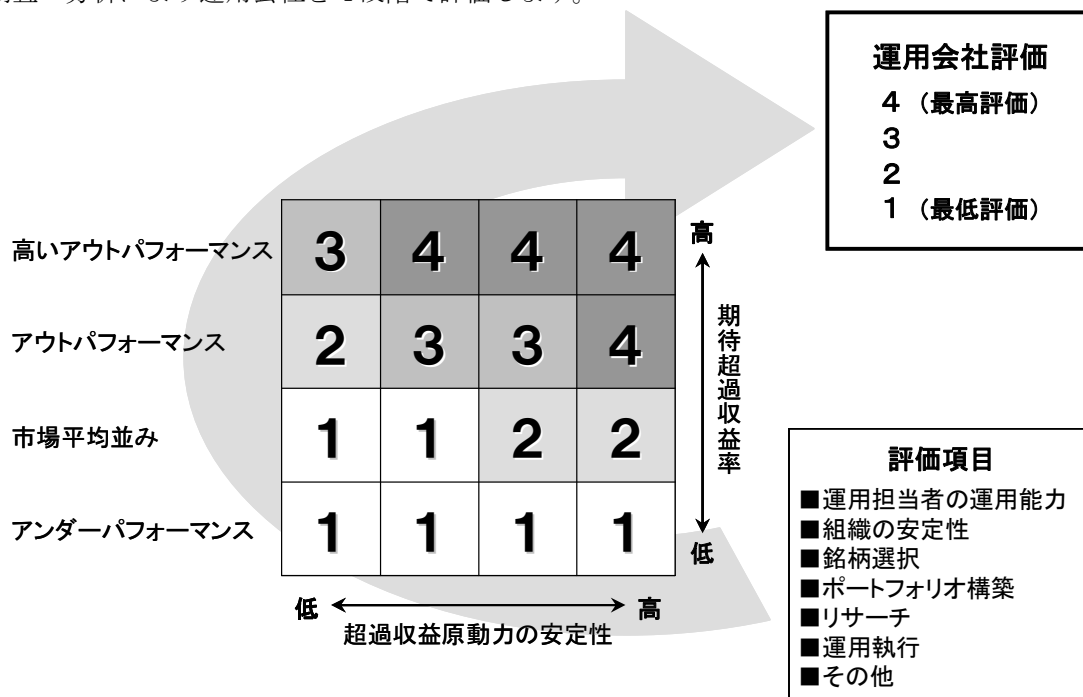 運用会社評価
4 (最高評価)
3
2
1 (最低評価)
高いアウトパフォーマンス 3 4 4 4
アウトパフォーマンス 2 3 3 4
市場平均並み 1 1 2 2
アンダーパフォーマンス 1 1 1 1
高
期待超過収益率
低
低 高
超過収益原動力の安定性
評価項目
■運用担当者の運用能力
■組織の安定性
■銘柄選択
■ポートフォリオ構築
■リサーチ
■運用執行
■その他